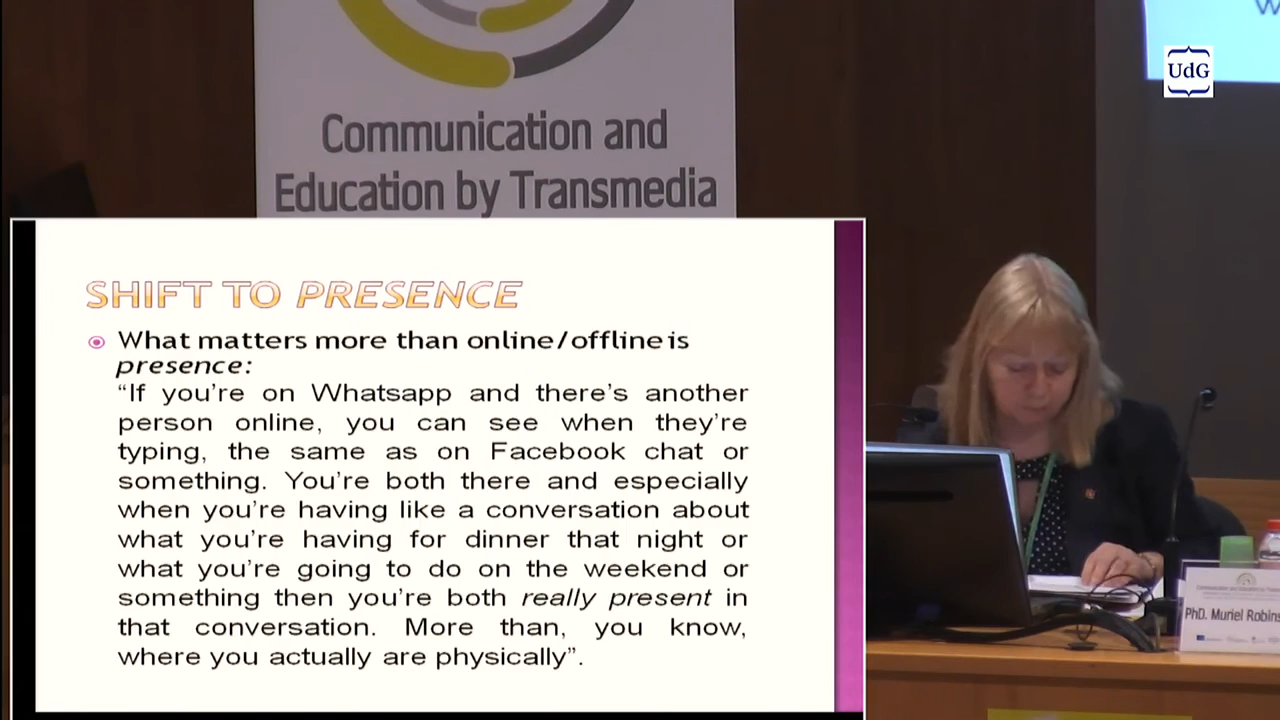 UdG
Communication and
Education by Transmedia
SHIFT TO PRESENCE
What matters more than online/offline is
presence:
“If you’re on Whatsapp and there’s another
person online, you can see when they’re
typing, the same as on Facebook chat or
something. You’re both there and especially
when you’re having like a conversation about
what you’re having for dinner that night or
what you’re going to do on the weekend or
something then you’re both really present in
that conversation. More than, you know,
where you actually are physically”.
PhD. Muriel